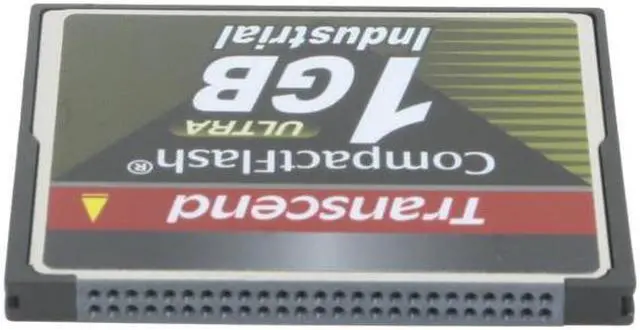 Transcend
CompactFlash®
ULTRA
1GB
Industrial